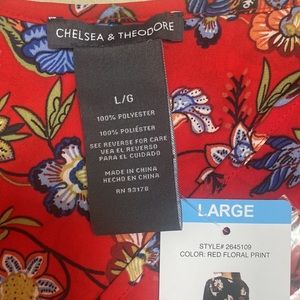 CHELSEA & THEODORE
L/G
100% POLYESTER
100% POLIÉSTER
SEE REVERSE FOR CARE
VEA EL REVERSO
PARA EL CUIDADO
MADE IN CHINA
HECHO EN CHINA
RN 93178
LARGE
STYLE# 2645109
COLOR: RED FLORAL PRINT